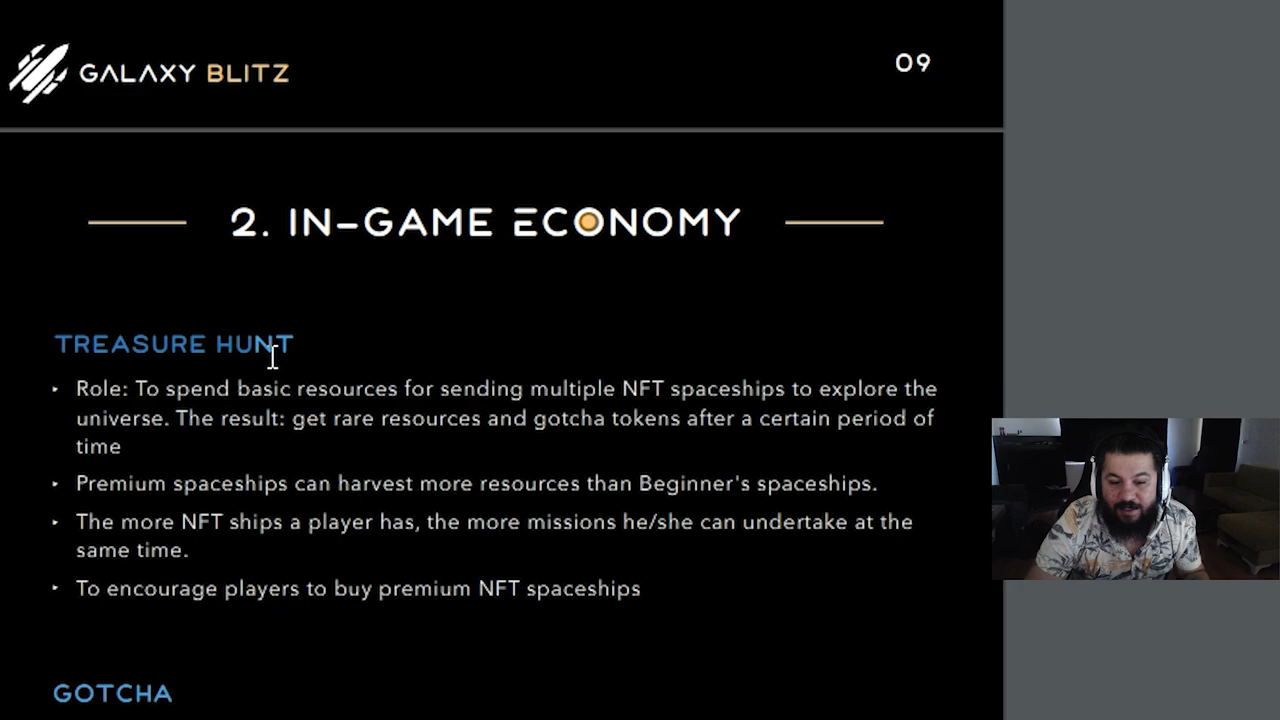 GALAXY BLITZ
09
2. IN-GAME ECONOMY
TREASURE HUNT
‣ Role: To spend basic resources for sending multiple NFT spaceships to explore the
universe. The result: get rare resources and gotcha tokens after a certain period of
time
‣ Premium spaceships can harvest more resources than Beginner's spaceships.
‣ The more NFT ships a player has, the more missions he/she can undertake at the
same time.
‣ To encourage players to buy premium NFT spaceships
GOTCHA